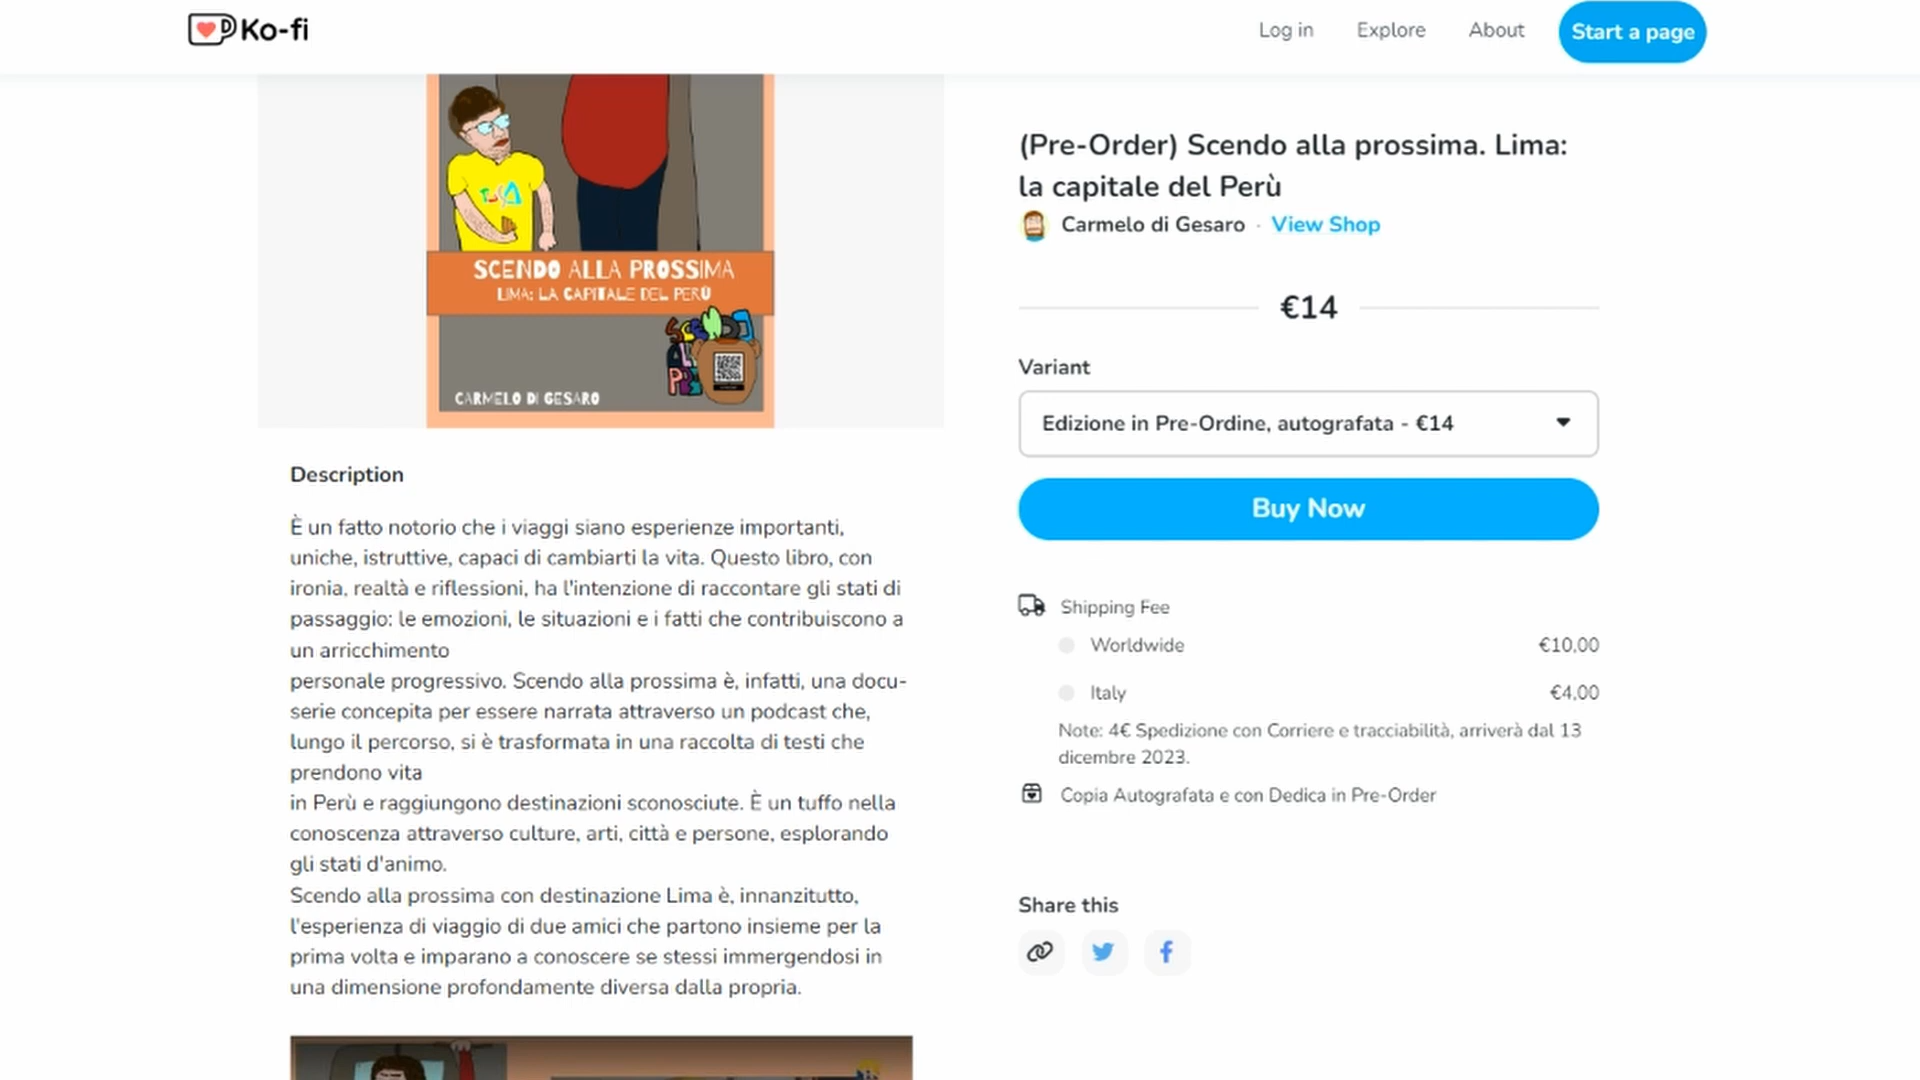 Ko-fi
Log in
Explore
About
Start a page
SCENDO ALLA PROSSIMA
LIMA: LA CAPITALE DEL PERÙ
CARMELO DI GESARO
Description
È un fatto notorio che i viaggi siano esperienze importanti,
uniche, istruttive, capaci di cambiarti la vita. Questo libro, con
ironia, realtà e riflessioni, ha l'intenzione di raccontare gli stati di
passaggio: le emozioni, le situazioni e i fatti che contribuiscono a
un arricchimento
personale progressivo. Scendo alla prossima è, infatti, una docu-
serie concepita per essere narrata attraverso un podcast che,
lungo il percorso, si è trasformata in una raccolta di testi che
prendono vita
in Perù e raggiungono destinazioni sconosciute. È un tuffo nella
conoscenza attraverso culture, arti, città e persone, esplorando
gli stati d'animo.
Scendo alla prossima con destinazione Lima è, innanzitutto,
l'esperienza di viaggio di due amici che partono insieme per la
prima volta e imparano a conoscere se stessi immergendosi in
una dimensione profondamente diversa dalla propria.
(Pre-Order) Scendo alla prossima. Lima:
la capitale del Perù
Carmelo di Gesaro · View Shop
€14
Variant
Edizione in Pre-Ordine, autografata - €14
Buy Now
Shipping Fee
Worldwide €10,00
Italy €4,00
Note: 4€ Spedizione con Corriere e tracciabilità, arriverà dal 13
dicembre 2023.
Copia Autografata e con Dedica in Pre-Order
Share this